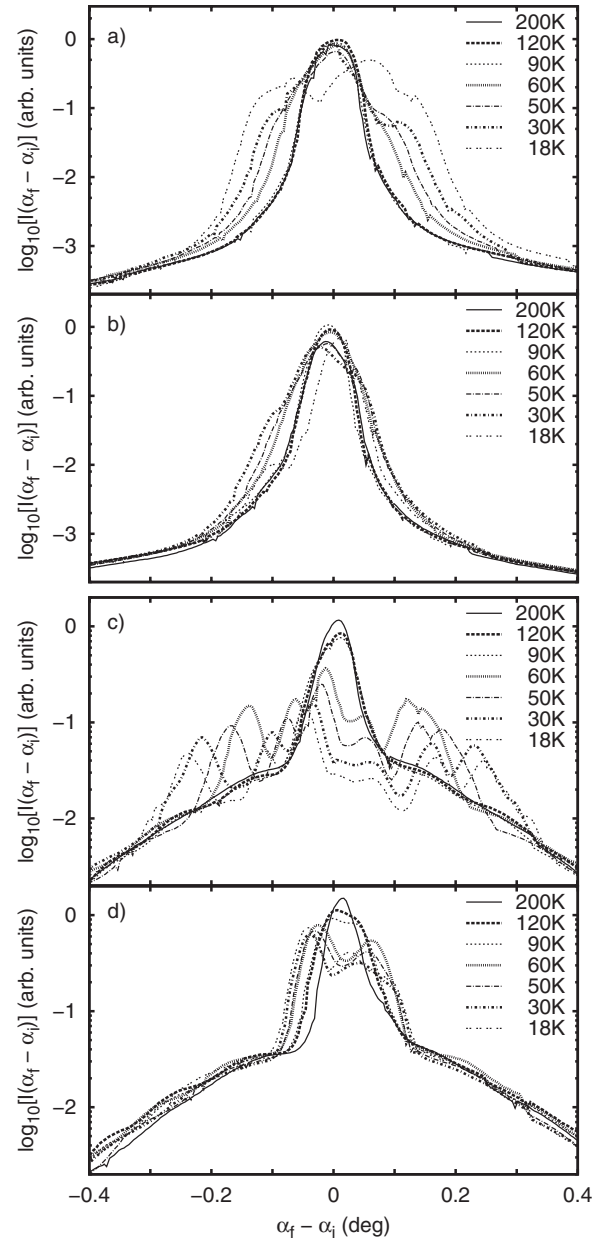 a)
200K
120K
90K
60K
50K
30K
18K
0
−1
−2
−3
log10[I(αf − αi)] (arb. units)
b)
200K
120K
90K
60K
50K
30K
18K
0
−1
−2
−3
log10[I(αf − αi)] (arb. units)
c)
200K
120K
90K
60K
50K
30K
18K
0
−1
−2
log10[I(αf − αi)] (arb. units)
d)
200K
120K
90K
60K
50K
30K
18K
0
−1
−2
log10[I(αf − αi)] (arb. units)
−0.4
−0.2
0
0.2
0.4
αf − αi (deg)